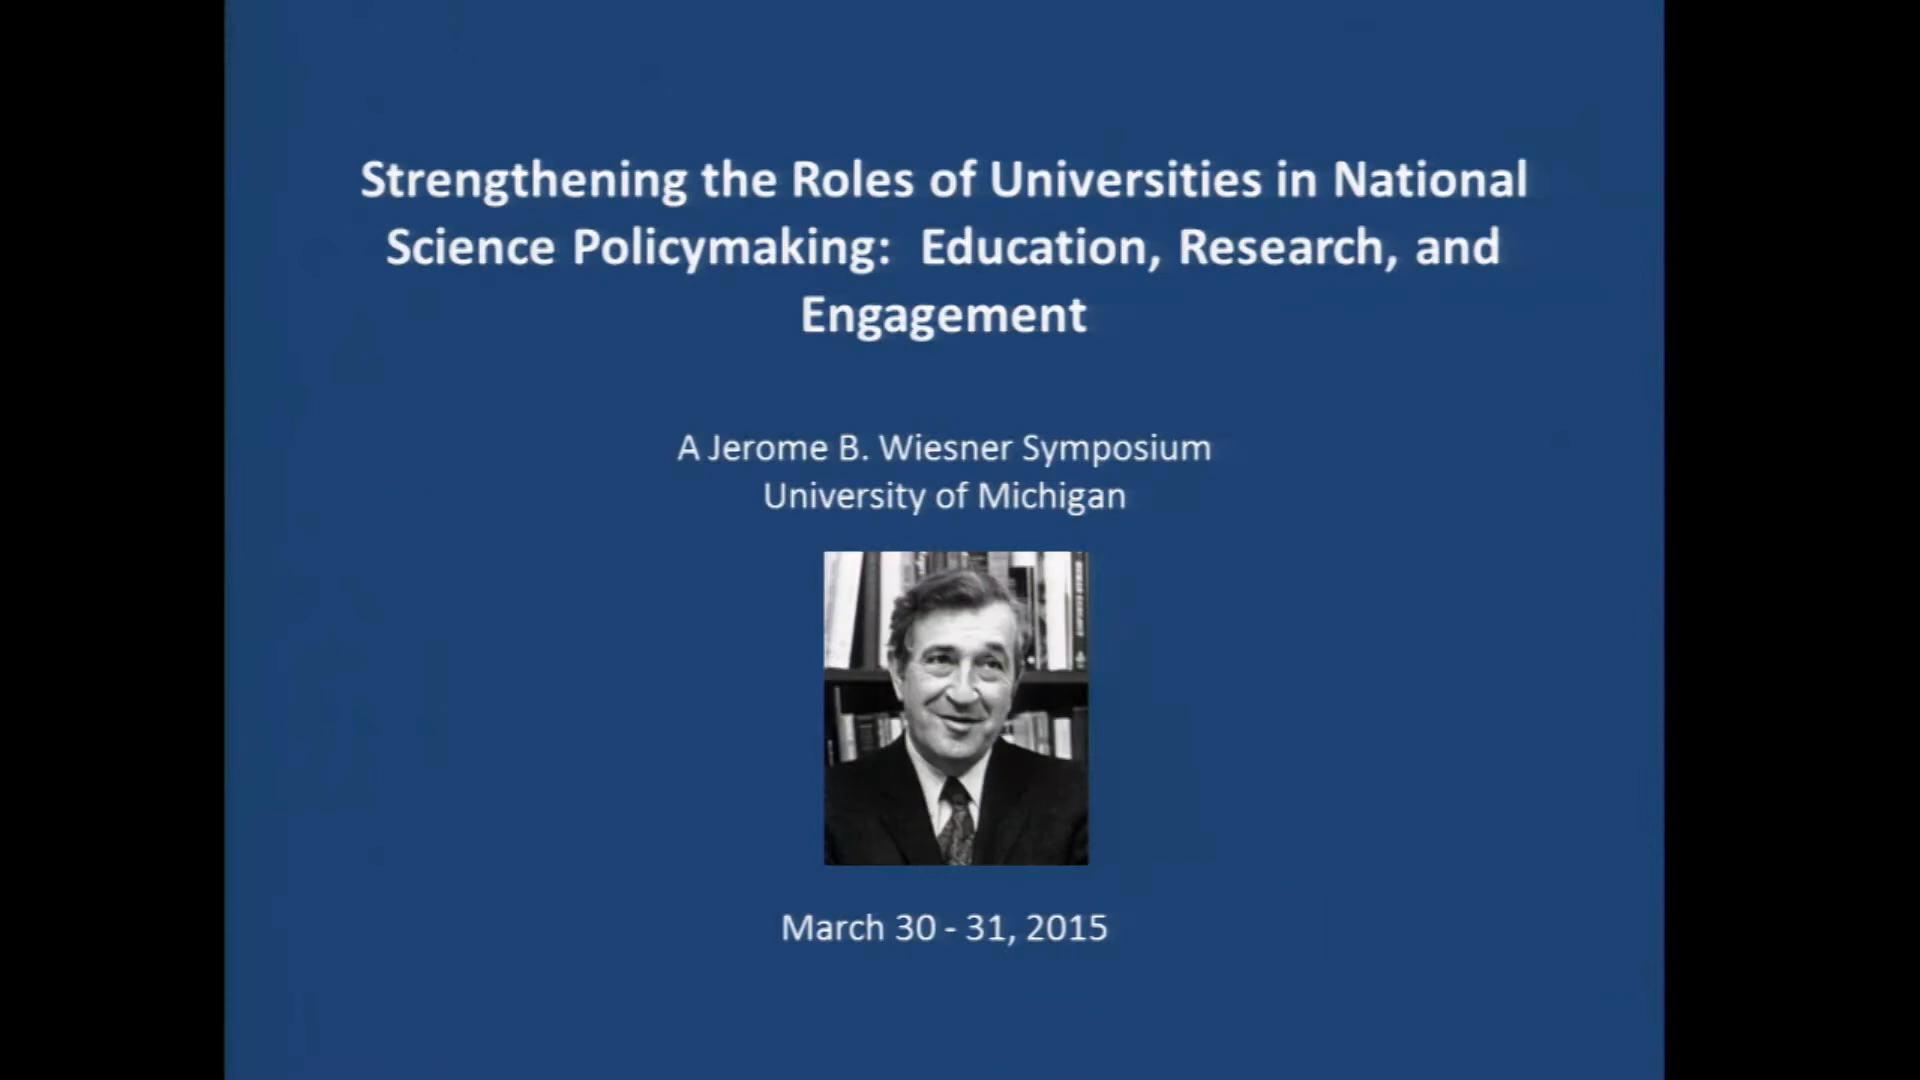 Strengthening the Roles of Universities in National
Science Policymaking:  Education, Research, and
Engagement
A Jerome B. Wiesner Symposium
University of Michigan
March 30 - 31, 2015